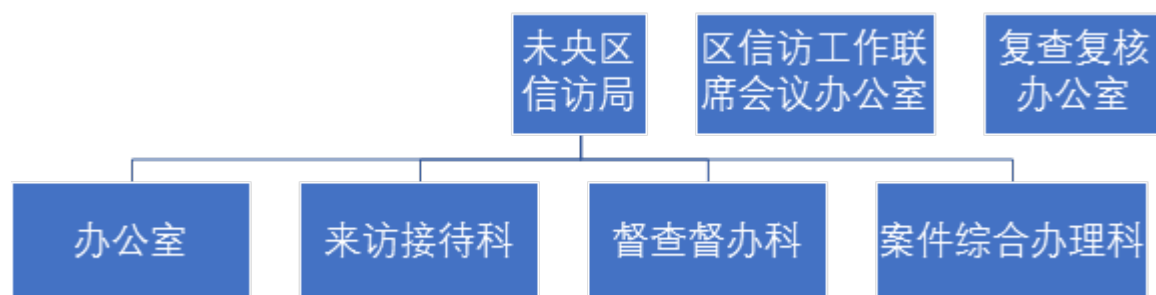 未央区
信访局
区信访工作联
席会议办公室
复查复核
办公室
办公室
来访接待科
督查督办科
案件综合办理科